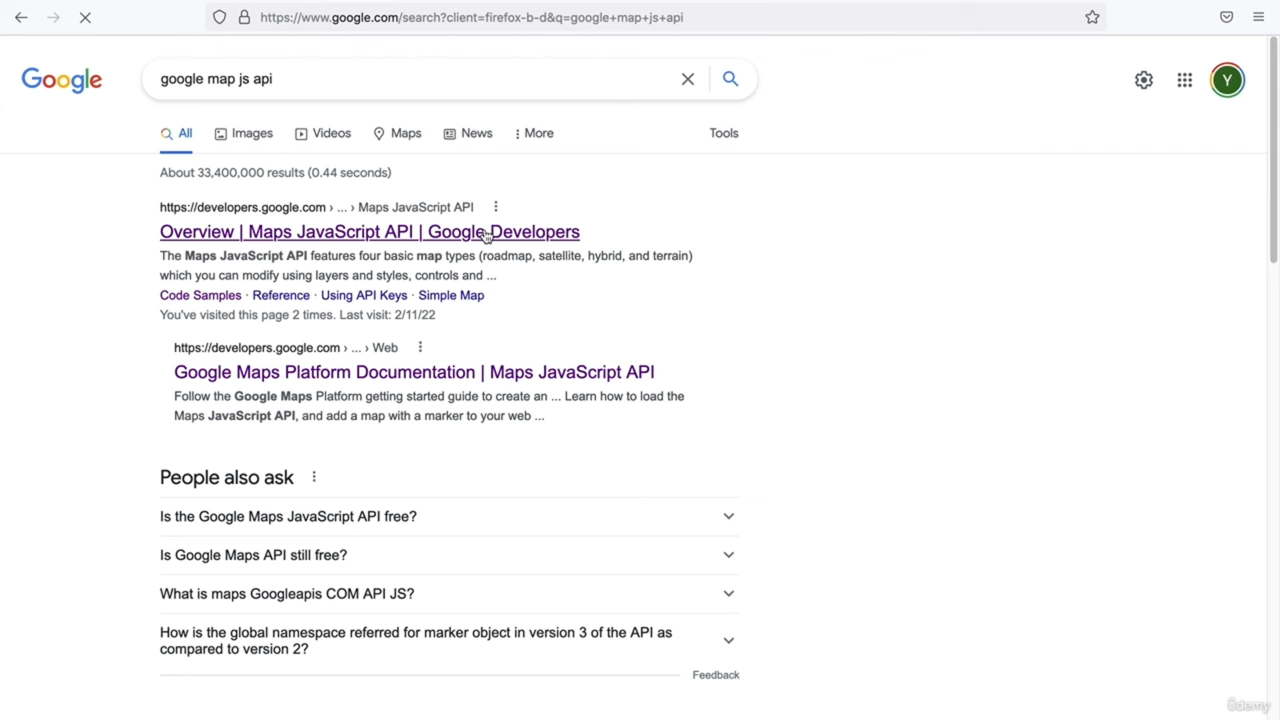 https://www.google.com/search?client=firefox-b-d&q=google+map+js+api
Google
google map js api
Y
All
Images
Videos
Maps
News
More
Tools
About 33,400,000 results (0.44 seconds)
https://developers.google.com › ... › Maps JavaScript API
Overview | Maps JavaScript API | Google Developers
The Maps JavaScript API features four basic map types (roadmap, satellite, hybrid, and terrain)
which you can modify using layers and styles, controls and ...
Code Samples · Reference · Using API Keys · Simple Map
You've visited this page 2 times. Last visit: 2/11/22
https://developers.google.com › ... › Web
Google Maps Platform Documentation | Maps JavaScript API
Follow the Google Maps Platform getting started guide to create an ... Learn how to load the
Maps JavaScript API, and add a map with a marker to your web ...
People also ask
Is the Google Maps JavaScript API free?
Is Google Maps API still free?
What is maps Googleapis COM API JS?
How is the global namespace referred for marker object in version 3 of the API as
compared to version 2?
Feedback
ûdemy